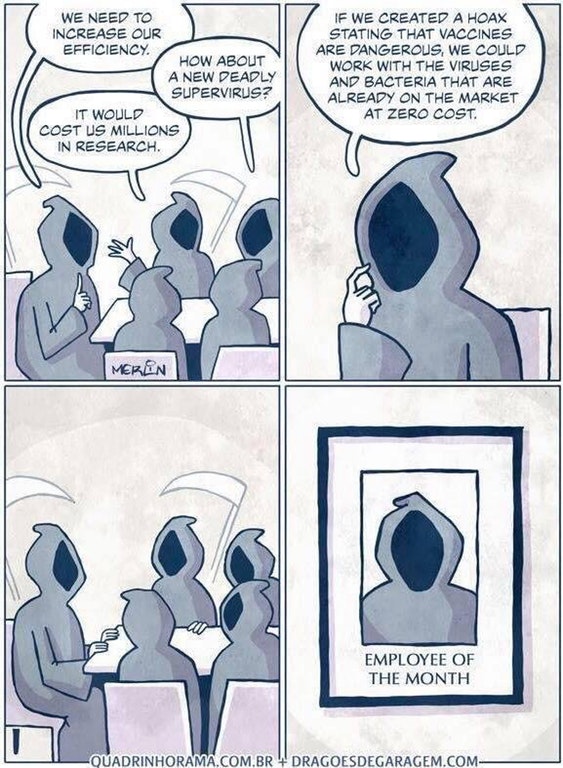 WE NEED TO
INCREASE OUR
EFFICIENCY.
HOW ABOUT
A NEW DEADLY
SUPERVIRUS?
IT WOULD
COST US MILLIONS
IN RESEARCH.
MERLIN
IF WE CREATED A HOAX
STATING THAT VACCINES
ARE DANGEROUS, WE COULD
WORK WITH THE VIRUSES
AND BACTERIA THAT ARE
ALREADY ON THE MARKET
AT ZERO COST.
EMPLOYEE OF
THE MONTH
QUADRINHORAMA.COM.BR + DRAGOESDEGARAGEM.COM